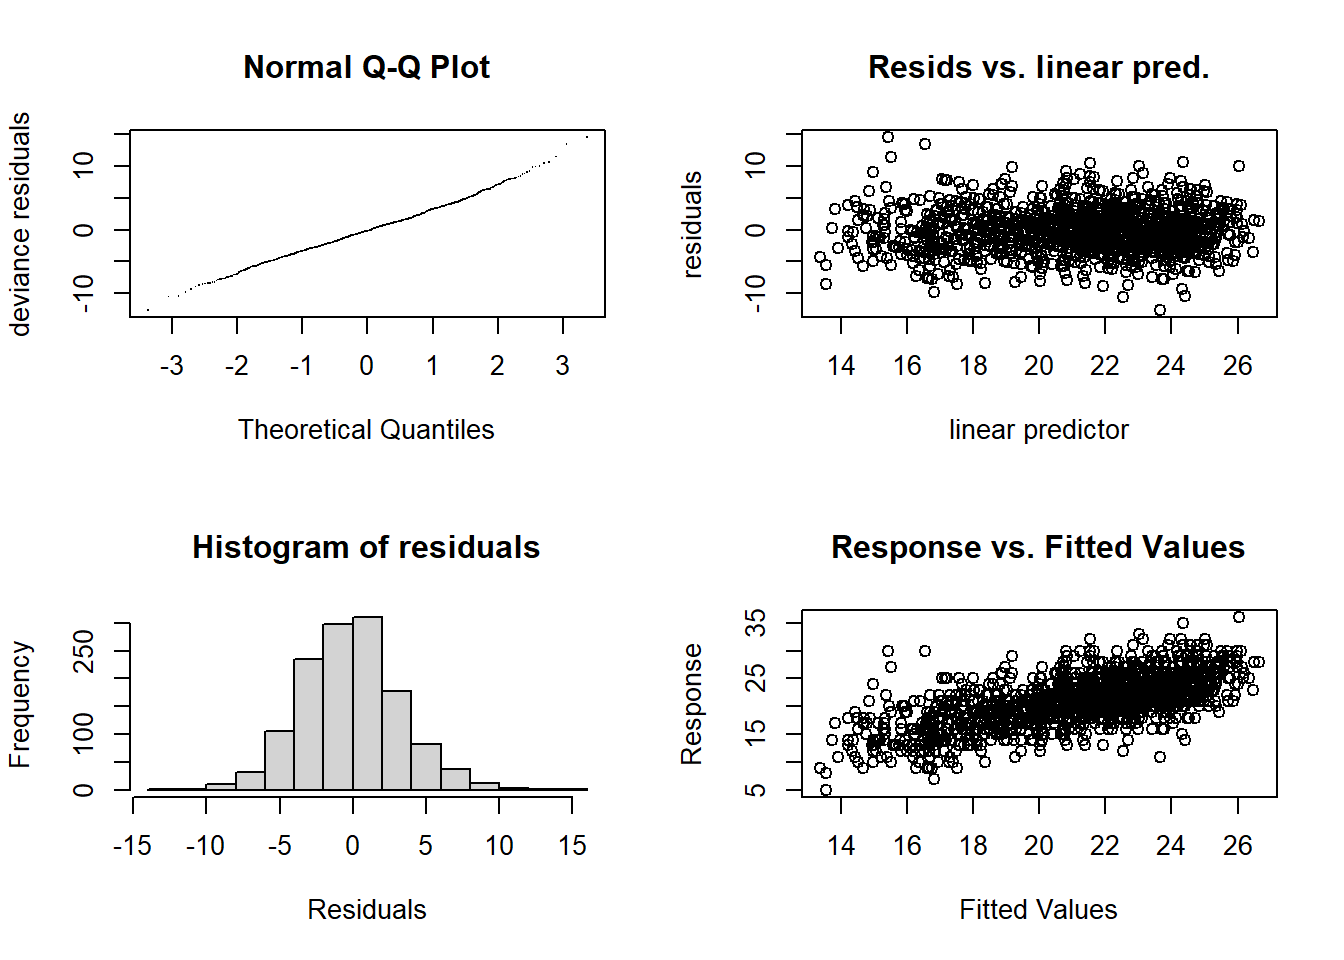 Normal Q-Q Plot
deviance residuals
-10 0 10
-3 -2 -1 0 1 2 3
Theoretical Quantiles
Resids vs. linear pred.
residuals
-10 0 10
14 16 18 20 22 24 26
linear predictor
Histogram of residuals
Frequency
0 100 250
-15 -10 -5 0 5 10 15
Residuals
Response vs. Fitted Values
Response
5 15 25 35
14 16 18 20 22 24 26
Fitted Values